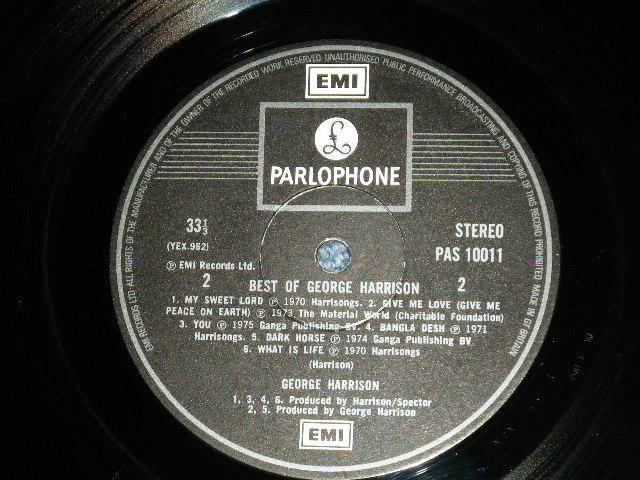 EMI
£
PARLOPHONE
33⅓
(YEX.962)
℗ EMI Records Ltd.
STEREO
PAS 10011
2 BEST OF GEORGE HARRISON 2
1. MY SWEET LORD ℗ 1970 Harrisongs. 2. GIVE ME LOVE (GIVE ME
PEACE ON EARTH) ℗ 1973 The Material World (Charitable Foundation)
3. YOU ℗ 1975 Ganga Publishing BV. 4. BANGLA DESH ℗ 1971
Harrisongs. 5. DARK HORSE ℗ 1974 Ganga Publishing BV
6. WHAT IS LIFE ℗ 1970 Harrisongs
(Harrison)
GEORGE HARRISON
1, 3, 4, 6. Produced by Harrison/Spector
2, 5. Produced by George Harrison
EMI
EMI RECORDS LTD·ALL RIGHTS OF THE MANUFACTURER AND OF THE OWNER OF THE RECORDED WORK RESERVED UNAUTHORISED PUBLIC PERFORMANCE BROADCASTING AND COPYING OF THIS RECORD PROHIBITED MADE IN GT BRITAIN